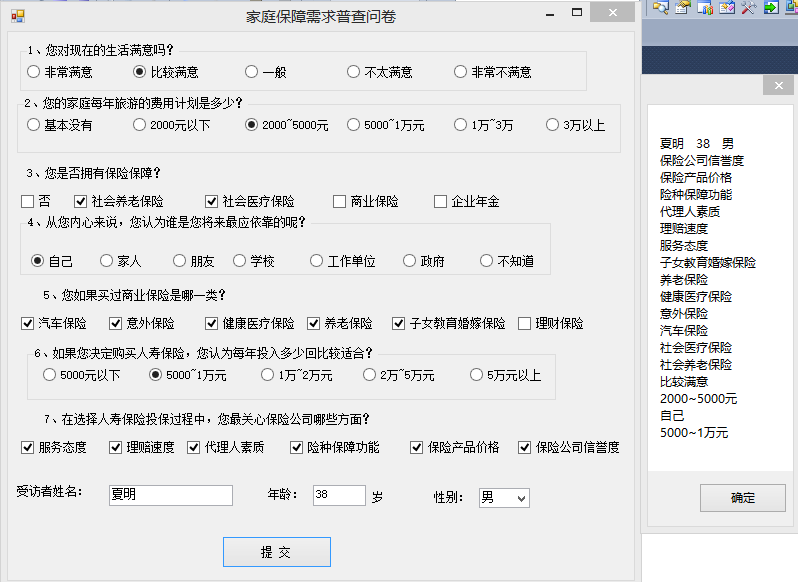 家庭保障需求普查问卷
1、您对现在的生活满意吗?
非常满意 比较满意 一般 不太满意 非常不满意
2、您的家庭每年旅游的费用计划是多少?
基本没有 2000元以下 2000~5000元 5000~1万元 1万~3万 3万以上
3、您是否拥有保险保障?
否 社会养老保险 社会医疗保险 商业保险 企业年金
4、从您内心来说，您认为谁是您将来最应依靠的呢?
自己 家人 朋友 学校 工作单位 政府 不知道
5、您如果买过商业保险是哪一类?
汽车保险 意外保险 健康医疗保险 养老保险 子女教育婚嫁保险 理财保险
6、如果您决定购买人寿保险，您认为每年投入多少回比较适合?
5000元以下 5000~1万元 1万~2万元 2万~5万元 5万元以上
7、在选择人寿保险投保过程中，您最关心保险公司哪些方面?
服务态度 理赔速度 代理人素质 险种保障功能 保险产品价格 保险公司信誉度
受访者姓名: 夏明 年龄: 38 岁 性别: 男
提 交
夏明 38 男
保险公司信誉度
保险产品价格
险种保障功能
代理人素质
理赔速度
服务态度
子女教育婚嫁保险
养老保险
健康医疗保险
意外保险
汽车保险
社会医疗保险
社会养老保险
比较满意
2000~5000元
自己
5000~1万元
确定